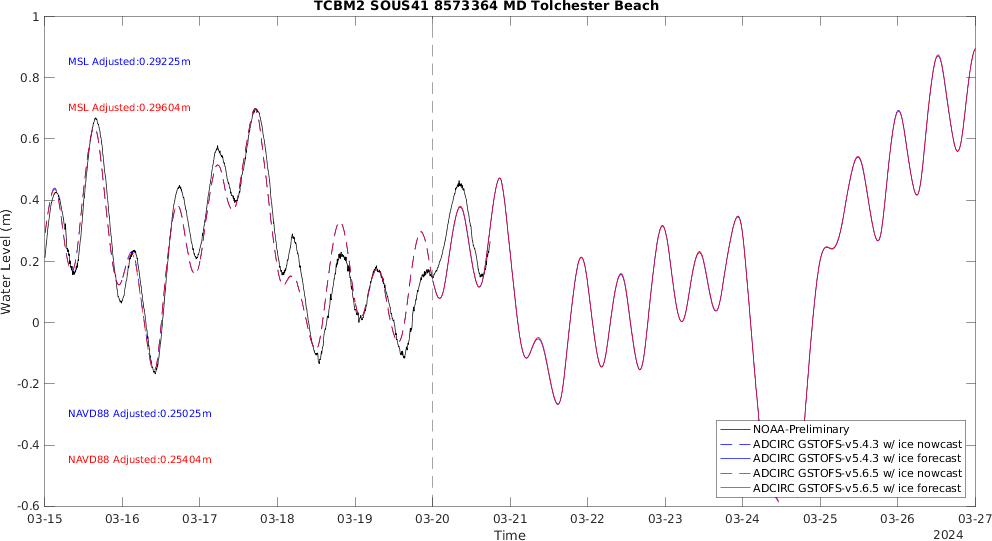 TCBM2 SOUS41 8573364 MD Tolchester Beach
Water Level (m)
1
0.8
0.6
0.4
0.2
0
-0.2
-0.4
-0.6
MSL Adjusted:0.29225m
MSL Adjusted:0.29604m
NAVD88 Adjusted:0.25025m
NAVD88 Adjusted:0.25404m
NOAA-Preliminary
ADCIRC GSTOFS-v5.4.3 w/ ice nowcast
ADCIRC GSTOFS-v5.4.3 w/ ice forecast
ADCIRC GSTOFS-v5.6.5 w/ ice nowcast
ADCIRC GSTOFS-v5.6.5 w/ ice forecast
03-15 03-16 03-17 03-18 03-19 03-20 03-21 03-22 03-23 03-24 03-25 03-26 03-27
Time
2024